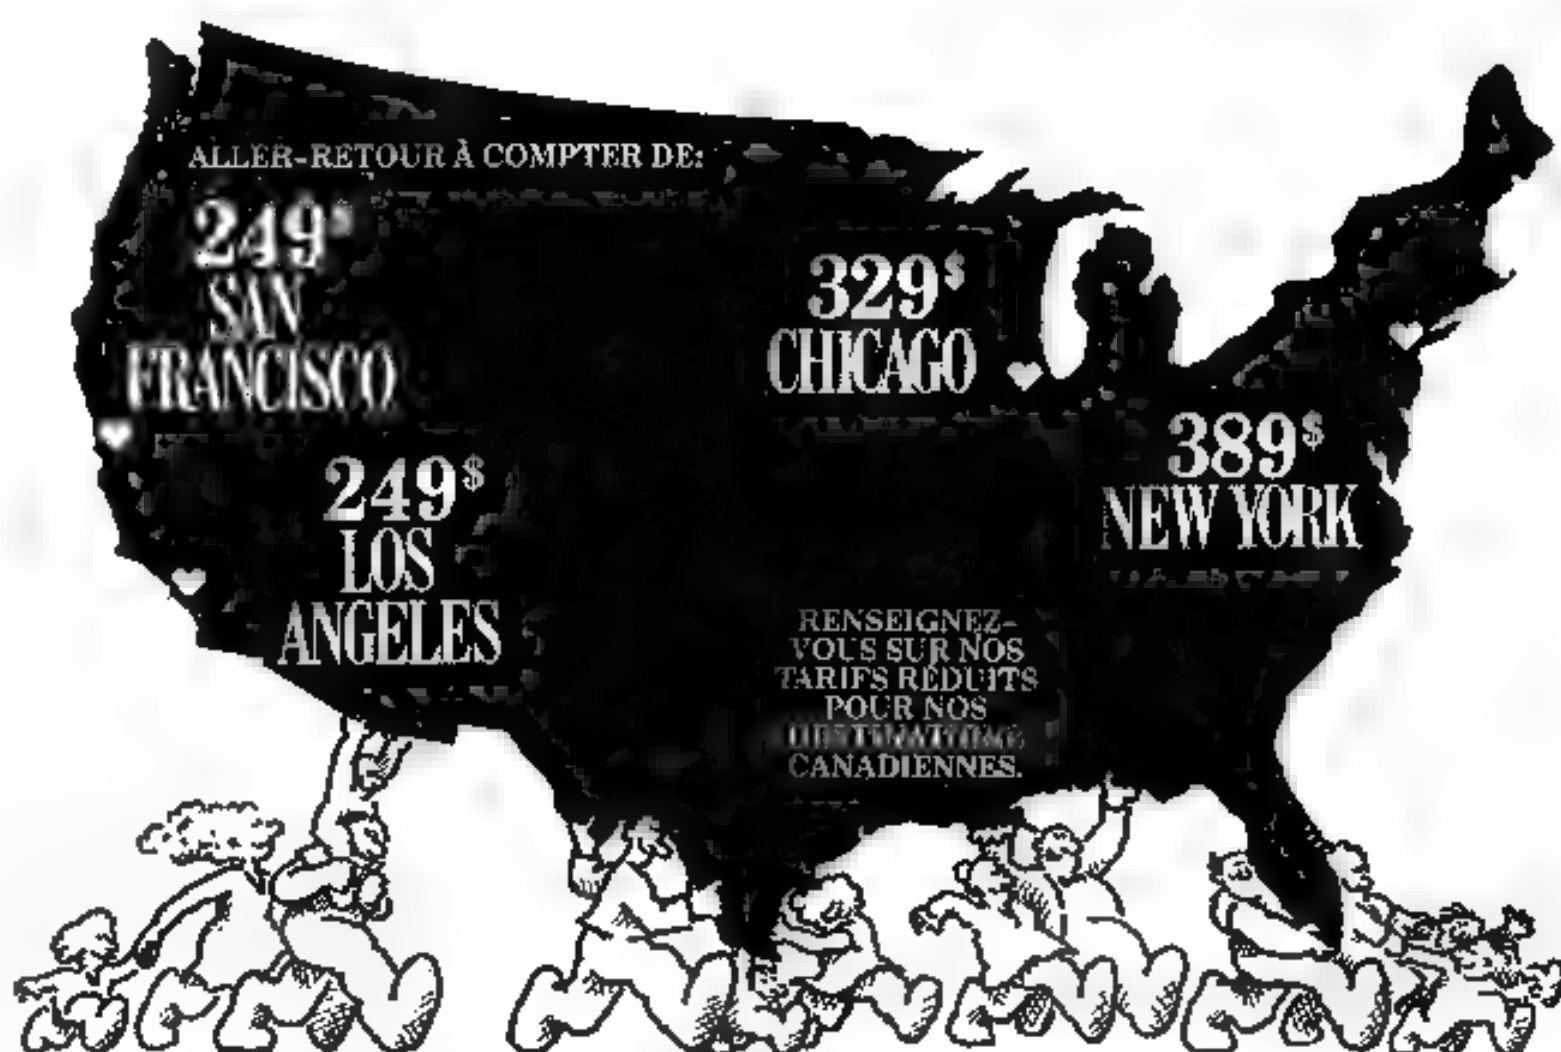 ALLER-RETOUR À COMPTER DE:
249$
SAN
FRANCISCO
249$
LOS
ANGELES
329$
CHICAGO
389$
NEW YORK
RENSEIGNEZ-
VOUS SUR NOS
TARIFS RÉDUITS
POUR NOS
DESTINATIONS
CANADIENNES.